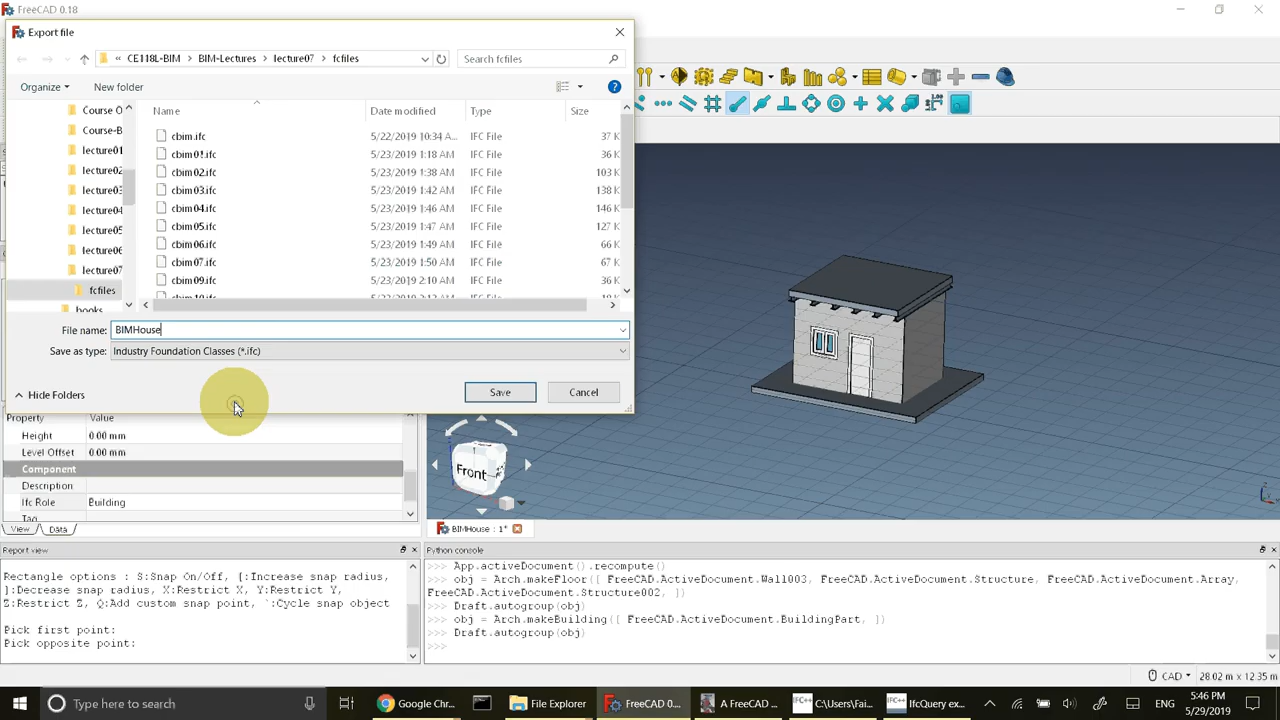 FreeCAD 0.18
Export file
« CE118L-BIM > BIM-Lectures > lecture07 > fcfiles
Search fcfiles
Organize
New folder
Name
Date modified
Type
Size
Course O
Course-B
lecture01
lecture02
lecture03
lecture04
lecture05
lecture06
lecture07
fcfiles
books
cbim.ifc 5/22/2019 10:34 A... IFC File 37 K
cbim01.ifc 5/23/2019 1:18 AM IFC File 36 K
cbim02.ifc 5/23/2019 1:38 AM IFC File 103 K
cbim03.ifc 5/23/2019 1:42 AM IFC File 138 K
cbim04.ifc 5/23/2019 1:46 AM IFC File 146 K
cbim05.ifc 5/23/2019 1:47 AM IFC File 127 K
cbim06.ifc 5/23/2019 1:49 AM IFC File 66 K
cbim07.ifc 5/23/2019 1:50 AM IFC File 67 K
cbim09.ifc 5/23/2019 2:10 AM IFC File 36 K
File name: BIMHouse
Save as type: Industry Foundation Classes (*.ifc)
Hide Folders
Save
Cancel
Property Value
Height 0.00 mm
Level Offset 0.00 mm
Component
Description
Ifc Role Building
Tag
View Data
Front
BIMHouse : 1*
Report view
Rectangle options : S:Snap On/Off, [:Increase snap radius,
]:Decrease snap radius, X:Restrict X, Y:Restrict Y,
Z:Restrict Z, Q:Add custom snap point, `:Cycle snap object
Pick first point:
Pick opposite point:
Python console
>>> App.activeDocument().recompute()
>>> obj = Arch.makeFloor([ FreeCAD.ActiveDocument.Wall003, FreeCAD.ActiveDocument.Structure, FreeCAD.ActiveDocument.Array,
FreeCAD.ActiveDocument.Structure002, ])
>>> Draft.autogroup(obj)
>>> obj = Arch.makeBuilding([ FreeCAD.ActiveDocument.BuildingPart, ])
>>> Draft.autogroup(obj)
>>>
CAD
28.02 m x 12.35 m
Type here to search
Google Chr...
File Explorer
FreeCAD 0....
A FreeCAD ...
C:\Users\Fai...
IfcQuery ex...
5:46 PM
5/29/2019